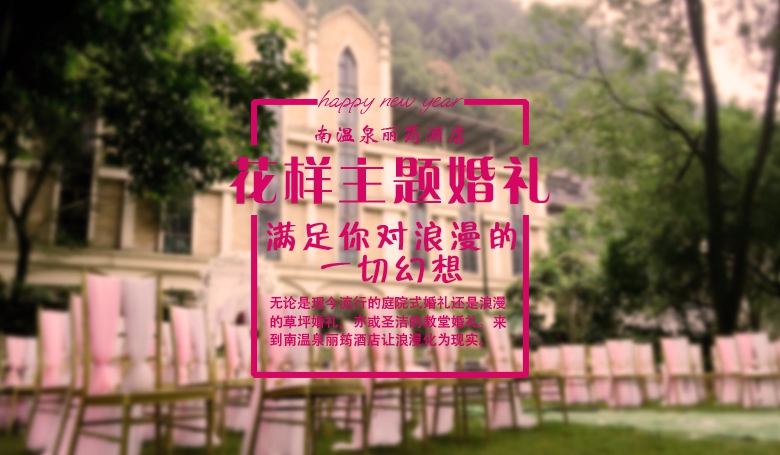 happy new year
南温泉丽筠酒店
花样主题婚礼
满足你对浪漫的
一切幻想
无论是现今流行的庭院式婚礼还是浪漫
的草坪婚礼，亦或圣洁的教堂婚礼。来
到南温泉丽筠酒店让浪漫化为现实。